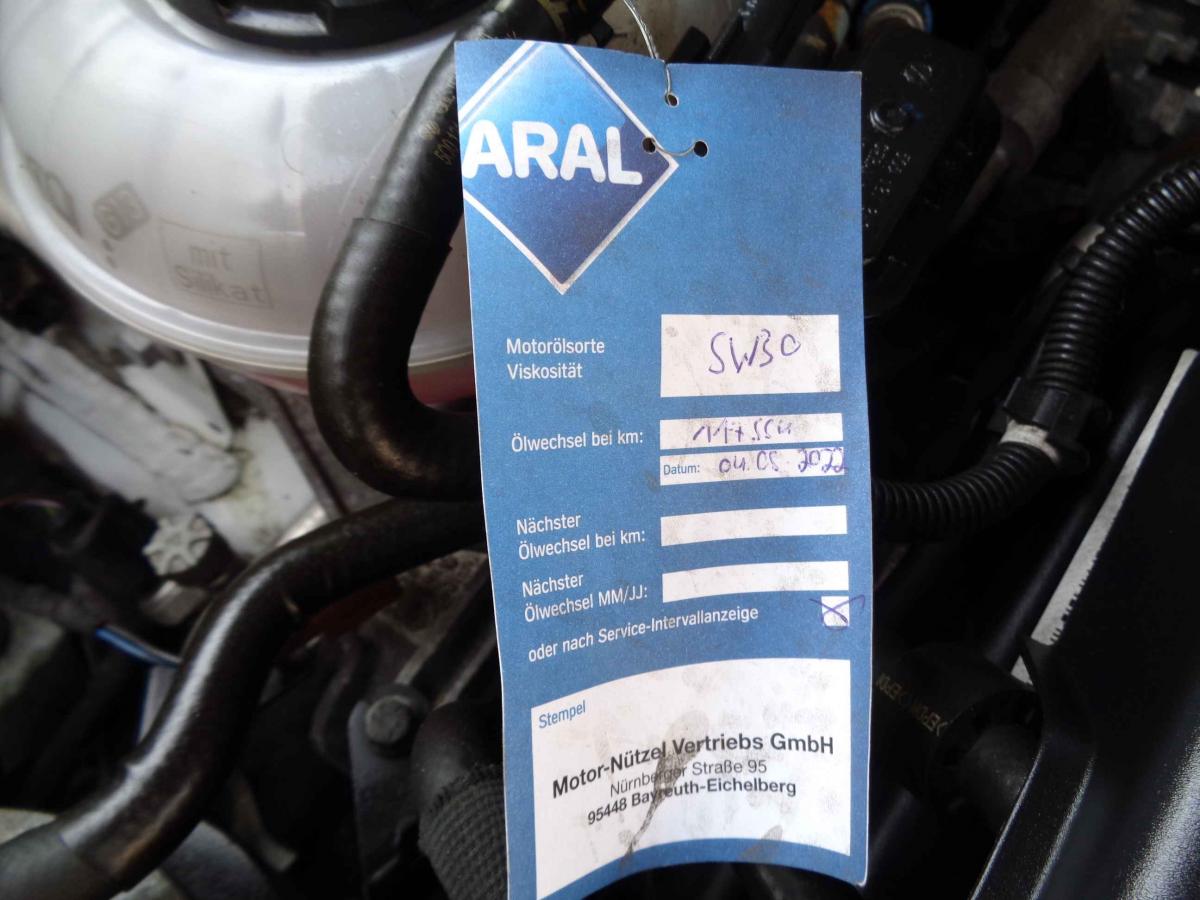 ARAL
mit
Silikat
Motorölsorte
Viskosität
5W30
Ölwechsel bei km:
117554
Datum: 04.05.2022
Nächster
Ölwechsel bei km:
Nächster
Ölwechsel MM/JJ:
oder nach Service-Intervallanzeige
Stempel
Motor-Nützel Vertriebs GmbH
Nürnberger Straße 95
95448 Bayreuth-Eichelberg